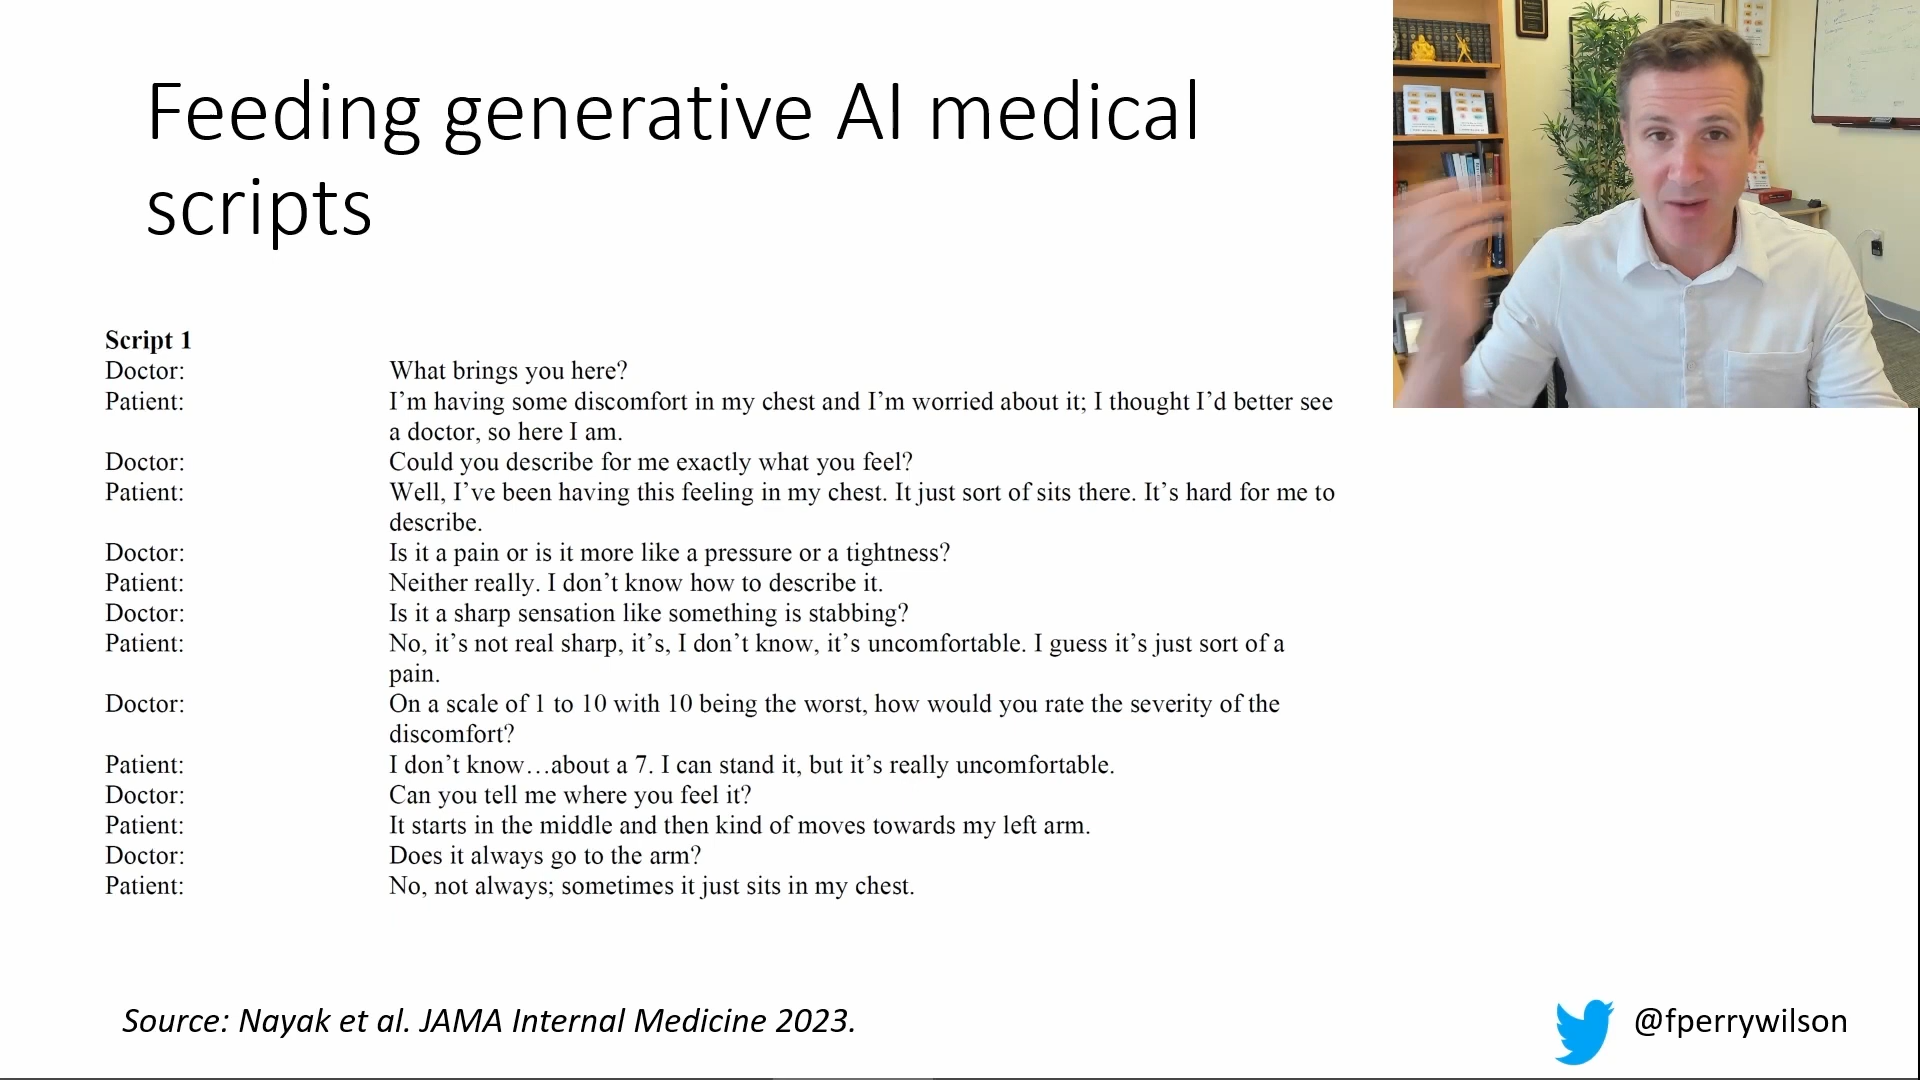 Feeding generative AI medical
scripts
Script 1
Doctor: What brings you here?
Patient: I’m having some discomfort in my chest and I’m worried about it; I thought I’d better see
a doctor, so here I am.
Doctor: Could you describe for me exactly what you feel?
Patient: Well, I’ve been having this feeling in my chest. It just sort of sits there. It’s hard for me to
describe.
Doctor: Is it a pain or is it more like a pressure or a tightness?
Patient: Neither really. I don’t know how to describe it.
Doctor: Is it a sharp sensation like something is stabbing?
Patient: No, it’s not real sharp, it’s, I don’t know, it’s uncomfortable. I guess it’s just sort of a
pain.
Doctor: On a scale of 1 to 10 with 10 being the worst, how would you rate the severity of the
discomfort?
Patient: I don’t know…about a 7. I can stand it, but it’s really uncomfortable.
Doctor: Can you tell me where you feel it?
Patient: It starts in the middle and then kind of moves towards my left arm.
Doctor: Does it always go to the arm?
Patient: No, not always; sometimes it just sits in my chest.
Source: Nayak et al. JAMA Internal Medicine 2023.
@fperrywilson